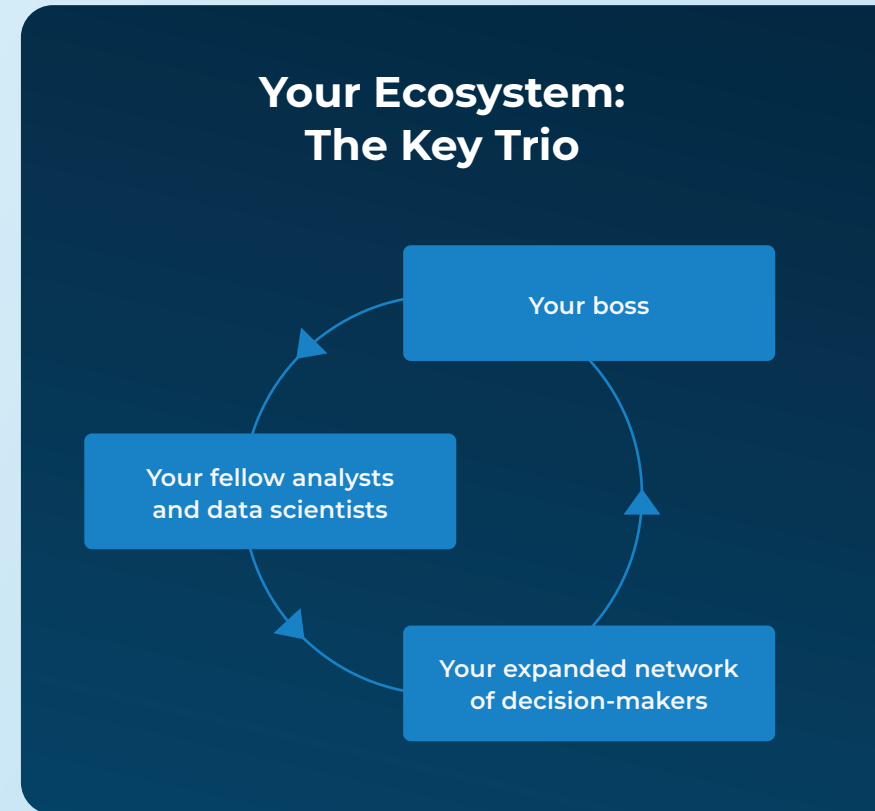 Your Ecosystem:
The Key Trio
Your boss
Your fellow analysts
and data scientists
Your expanded network
of decision-makers